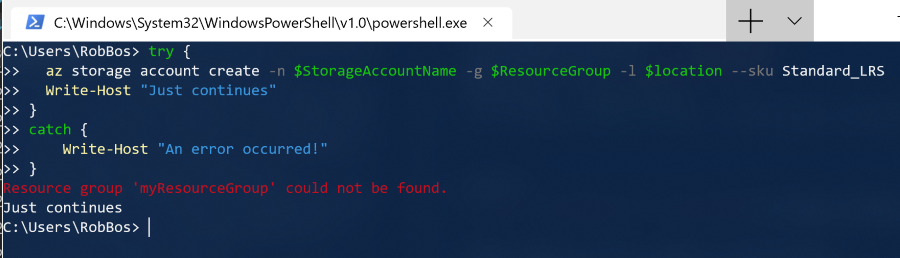 C:\Windows\System32\WindowsPowerShell\v1.0\powershell.exe
C:\Users\RobBos> try {
>>   az storage account create -n $StorageAccountName -g $ResourceGroup -l $location --sku Standard_LRS
>>   Write-Host "Just continues"
>> }
>> catch {
>>     Write-Host "An error occurred!"
>> }
Resource group 'myResourceGroup' could not be found.
Just continues
C:\Users\RobBos>